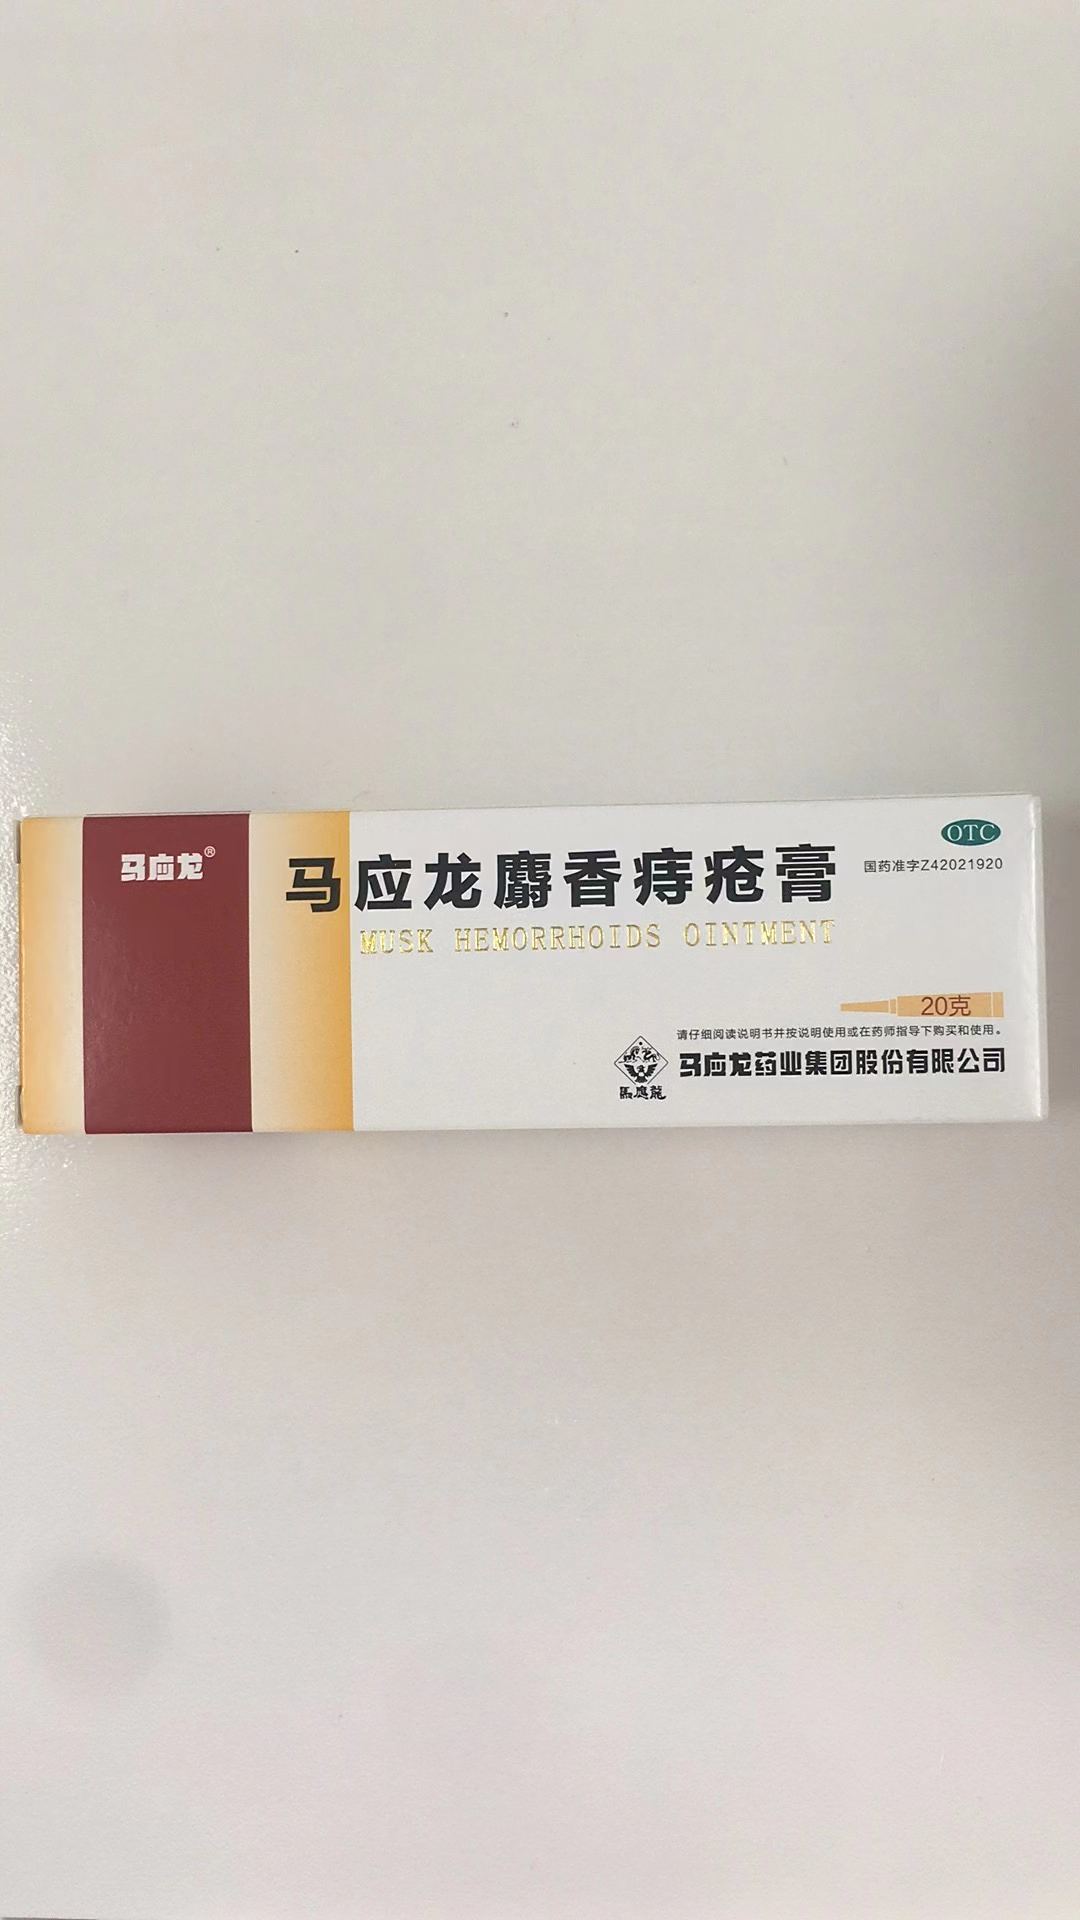 马应龙®
马应龙麝香痔疮膏
MUSK HEMORRHOIDS OINTMENT
OTC
国药准字Z42021920
20克
请仔细阅读说明书并按说明使用或在药师指导下购买和使用。
马应龙药业集团股份有限公司
馬應龍